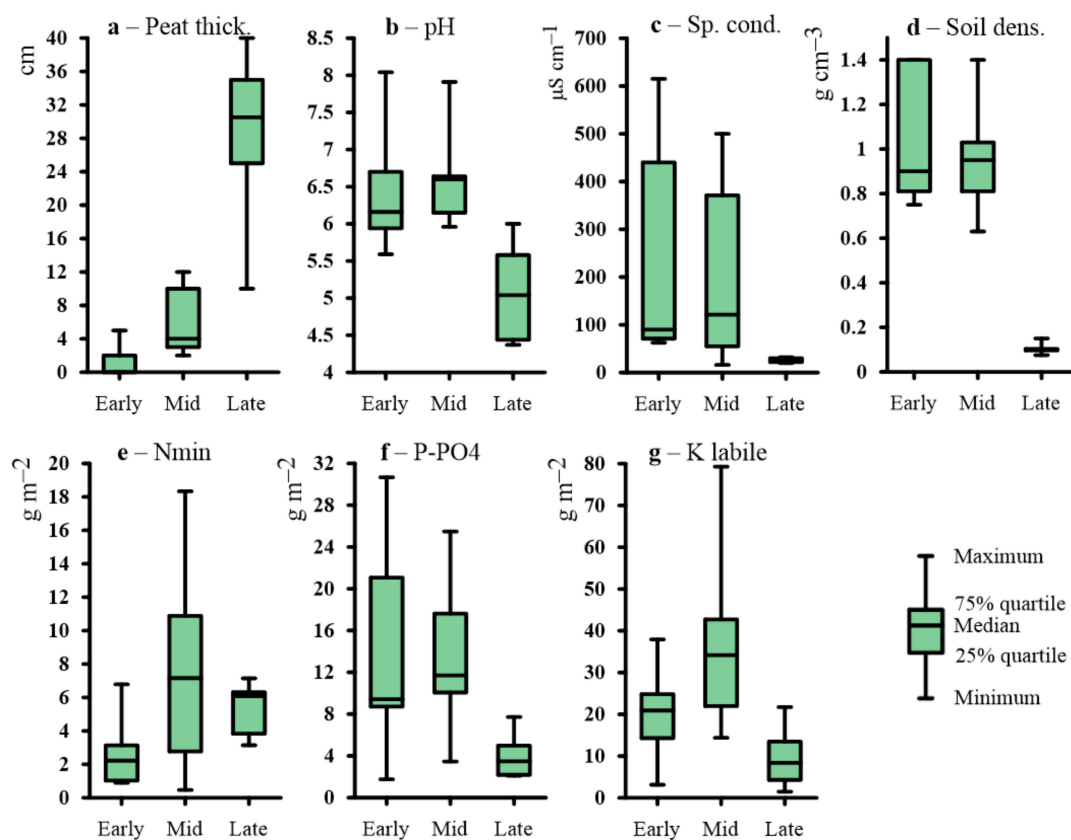 a – Peat thick.
cm
40
36
32
28
24
20
16
12
8
4
0
Early Mid Late
b – pH
8.5
8
7.5
7
6.5
6
5.5
5
4.5
4
Early Mid Late
c – Sp. cond.
µS cm⁻¹
700
600
500
400
300
200
100
0
Early Mid Late
d – Soil dens.
g cm⁻³
1.4
1.2
1
0.8
0.6
0.4
0.2
0
Early Mid Late
e – Nmin
g m⁻²
20
18
16
14
12
10
8
6
4
2
0
Early Mid Late
f – P-PO4
g m⁻²
32
28
24
20
16
12
8
4
0
Early Mid Late
g – K labile
g m⁻²
80
70
60
50
40
30
20
10
0
Early Mid Late
Maximum
75% quartile
Median
25% quartile
Minimum